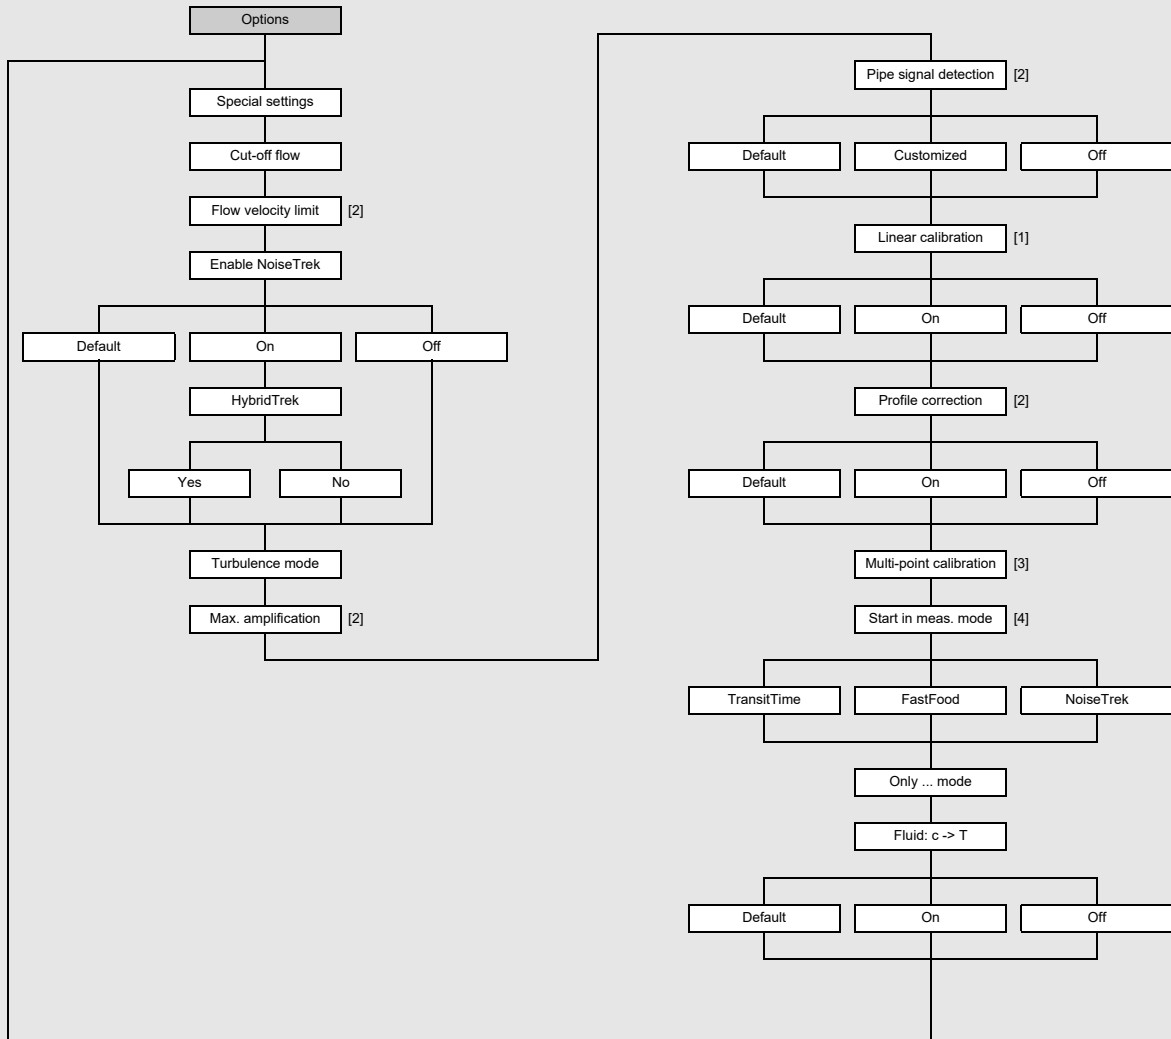 Options
Special settings
Cut-off flow
Flow velocity limit [2]
Enable NoiseTrek
Default On Off
HybridTrek
Yes No
Turbulence mode
Max. amplification [2]
Pipe signal detection [2]
Default Customized Off
Linear calibration [1]
Default On Off
Profile correction [2]
Default On Off
Multi-point calibration [3]
Start in meas. mode [4]
TransitTime FastFood NoiseTrek
Only ... mode
Fluid: c -> T
Default On Off